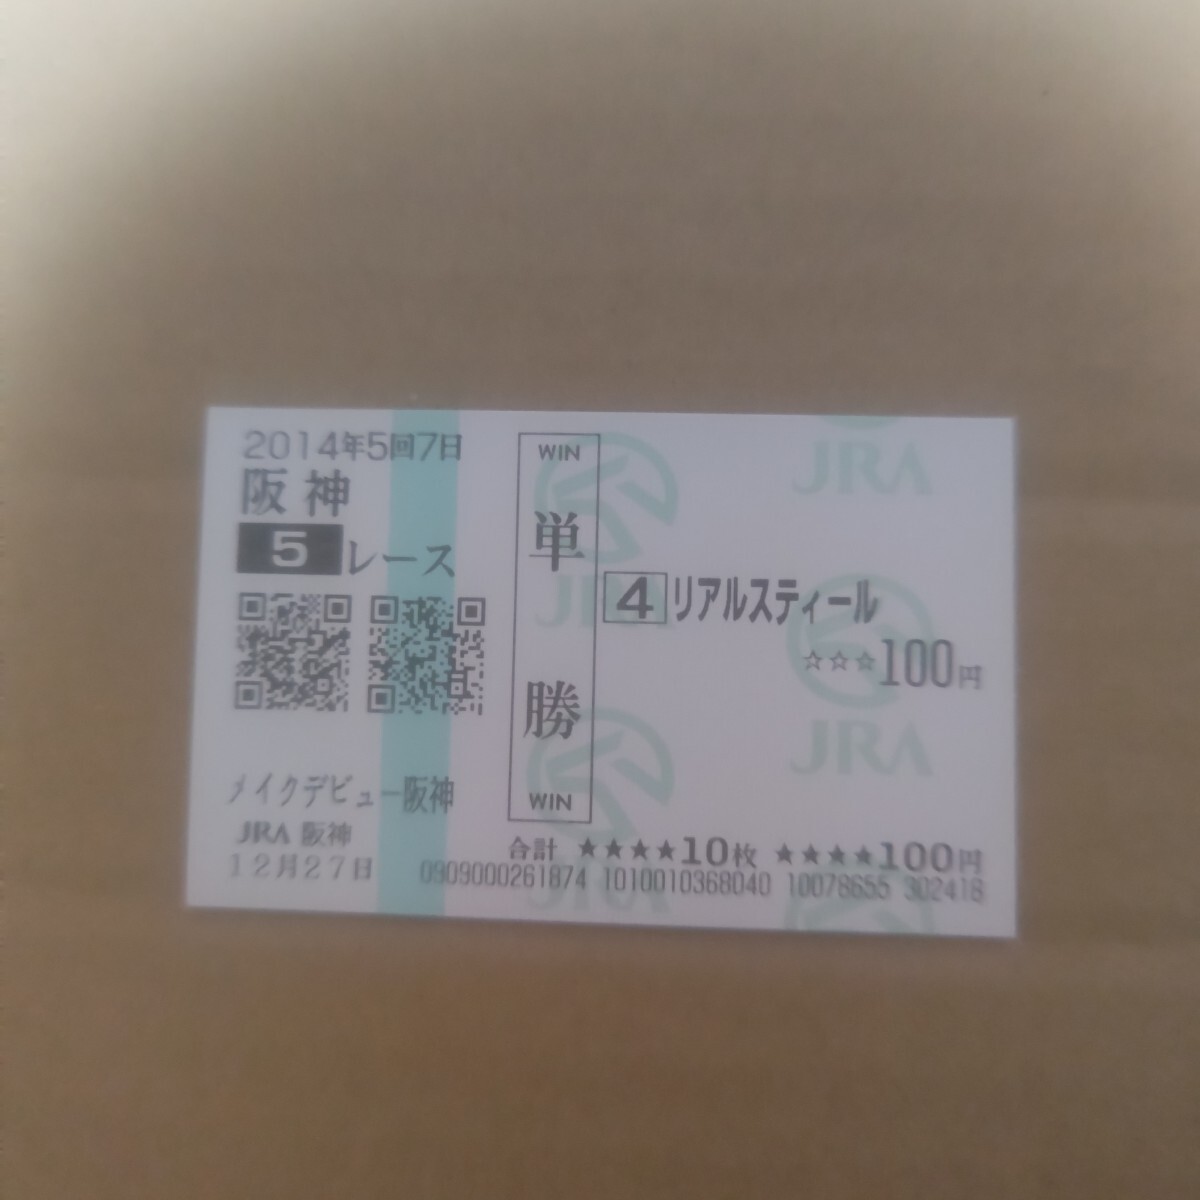 2014年5回7日
阪神
5レース
メイクデビュー阪神
JRA 阪神
12月27日
WIN
単勝
WIN
4リアルスティール
☆☆☆100円
合計 ★★★★10枚 ★★★★100円
0909000261874 1010010368040 10078655 302418
JRA
JRA
JRA
JRA